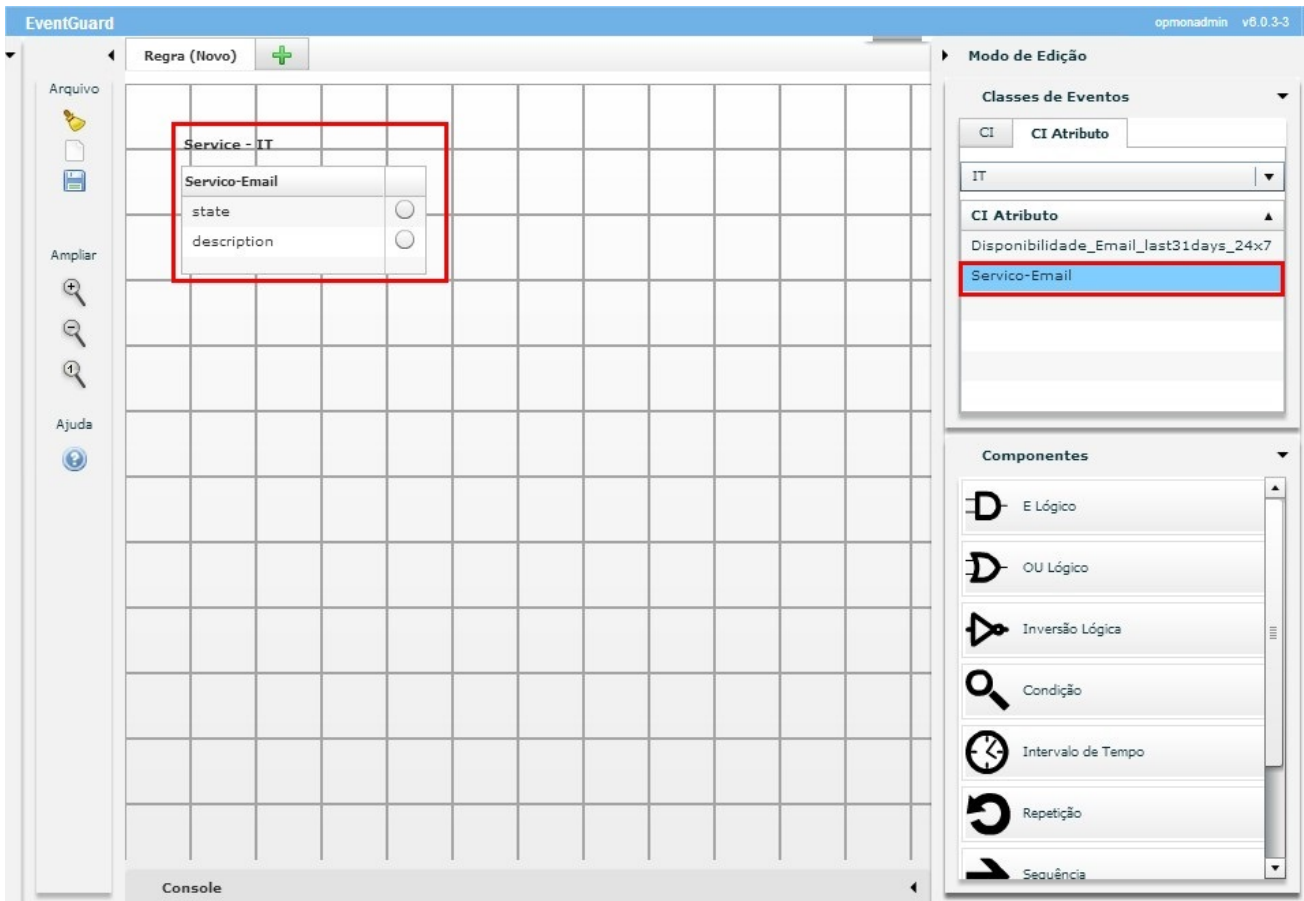 EventGuard
opmonadmin v6.0.3-3
Regra (Novo)
Arquivo
Ampliar
1
Ajuda
Service - IT
Servico-Email
state
description
Console
Modo de Edição
Classes de Eventos
CI
CI Atributo
IT
CI Atributo
Disponibilidade_Email_last31days_24x7
Servico-Email
Componentes
E Lógico
OU Lógico
Inversão Lógica
Condição
Intervalo de Tempo
Repetição
Sequência